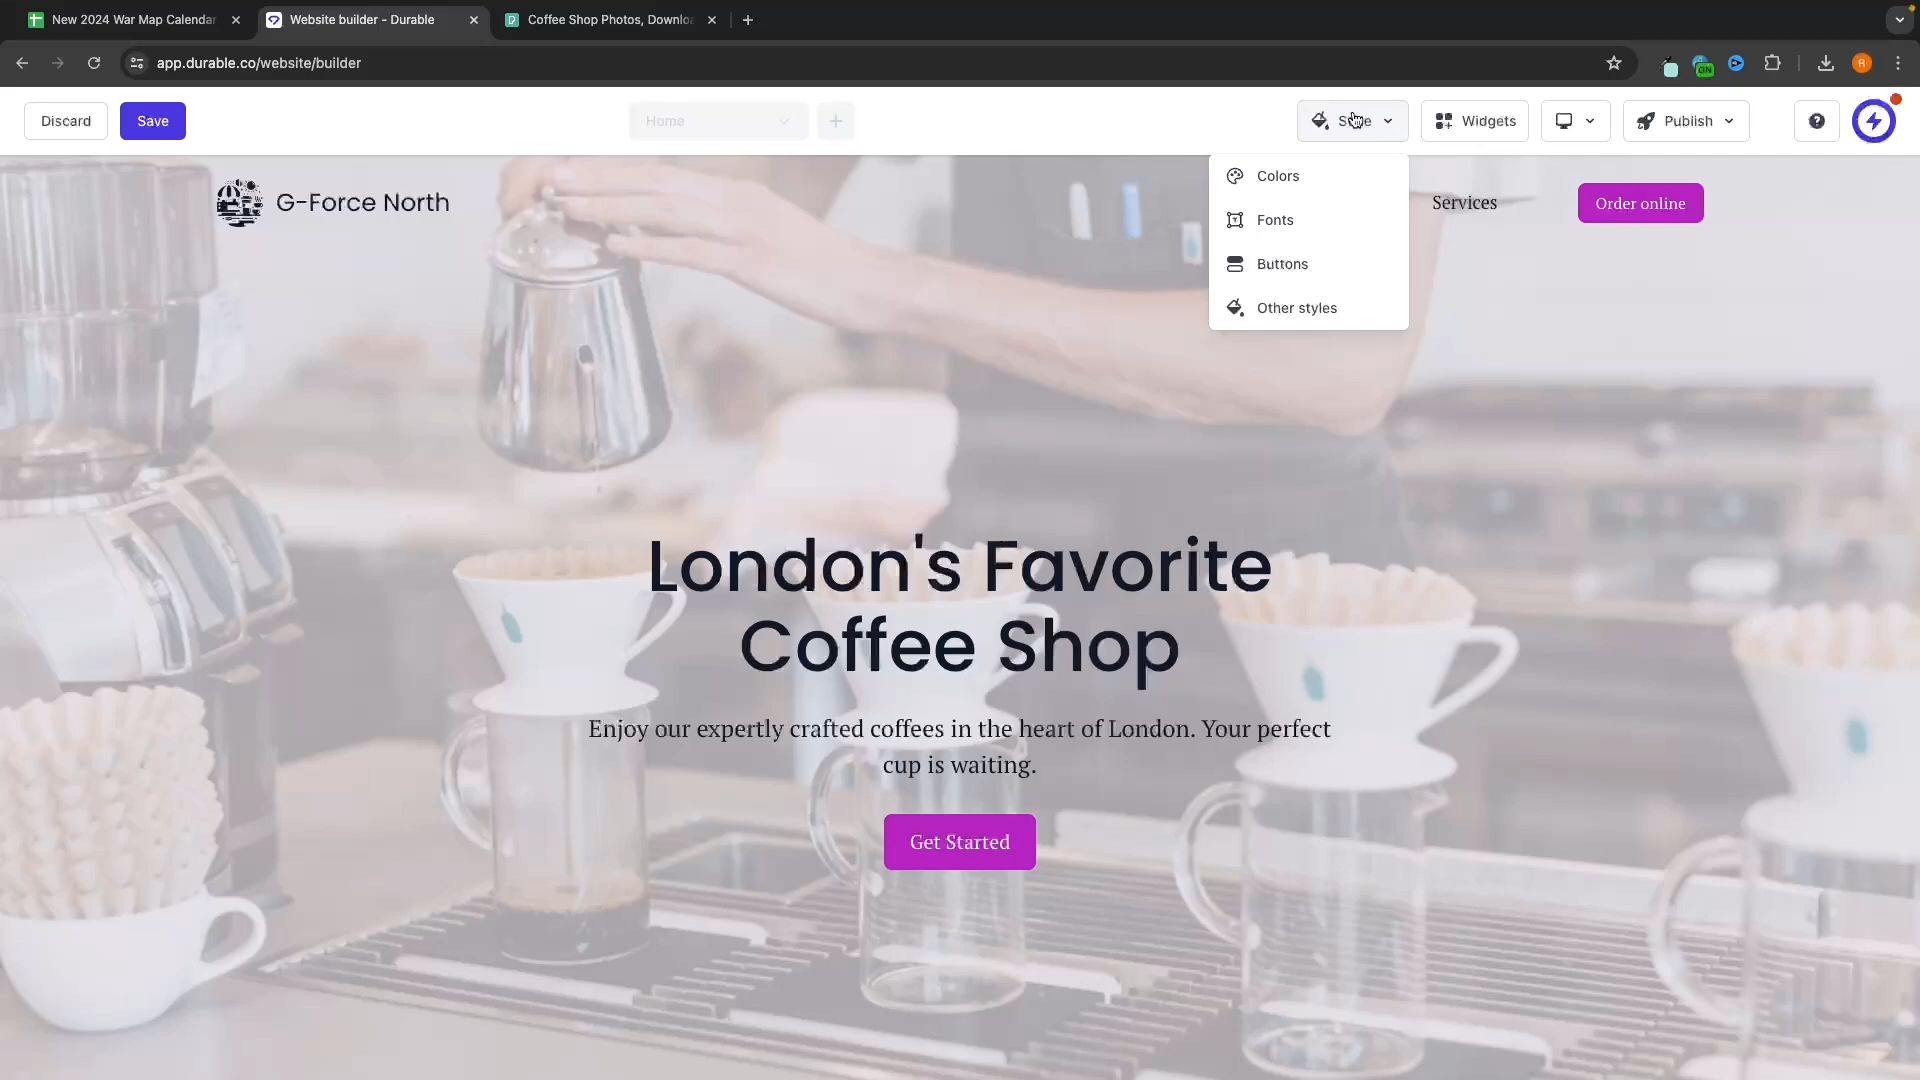 New 2024 War Map Calendar
Website builder - Durable
Coffee Shop Photos, Downlo
app.durable.co/website/builder
ON
R
Discard
Save
Home
Style
Widgets
Publish
Colors
Fonts
Buttons
Other styles
G-Force North
Services
Order online
London's Favorite
Coffee Shop
Enjoy our expertly crafted coffees in the heart of London. Your perfect
cup is waiting.
Get Started